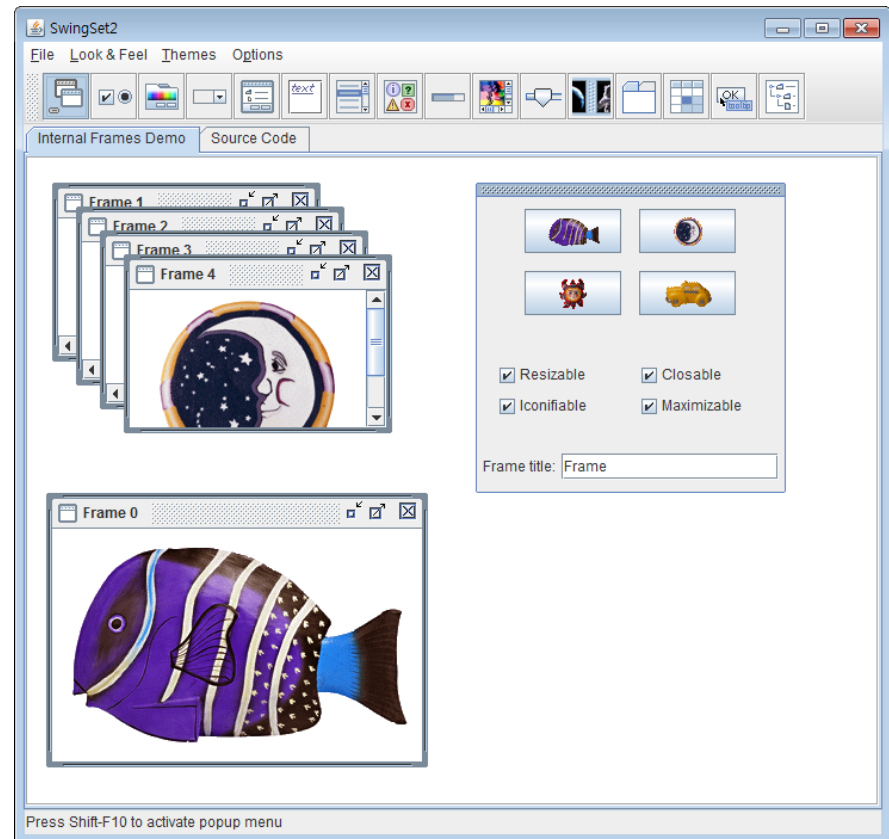 SwingSet2
File Look & Feel Themes Options
text
OK
tooltip
Internal Frames Demo Source Code
Frame 1
Frame 2
Frame 3
Frame 4
Resizable Closable
Iconifiable Maximizable
Frame title: Frame
Frame 0
Press Shift-F10 to activate popup menu